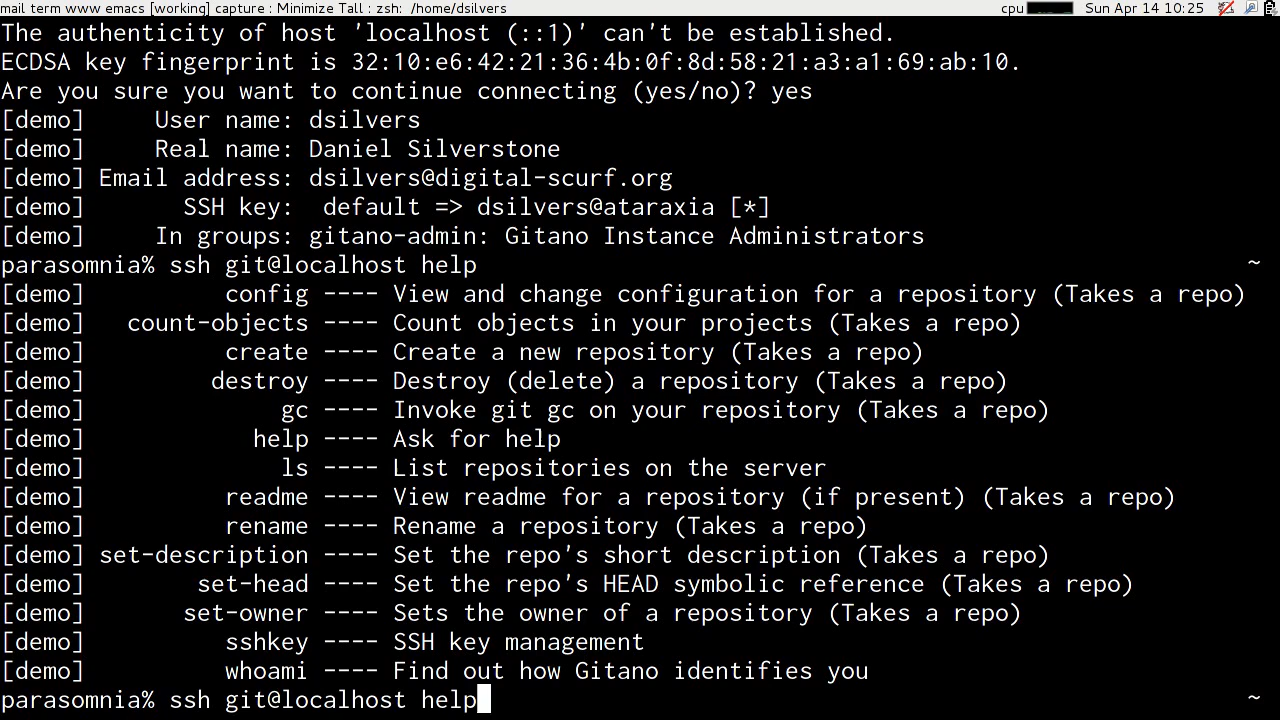 mail term www emacs [working] capture : Minimize Tall : zsh: /home/dsilvers cpu Sun Apr 14 10:25
The authenticity of host 'localhost (::1)' can't be established.
ECDSA key fingerprint is 32:10:e6:42:21:36:4b:0f:8d:58:21:a3:a1:69:ab:10.
Are you sure you want to continue connecting (yes/no)? yes
[demo]     User name: dsilvers
[demo]     Real name: Daniel Silverstone
[demo] Email address: dsilvers@digital-scurf.org
[demo]       SSH key:  default => dsilvers@ataraxia [*]
[demo]     In groups: gitano-admin: Gitano Instance Administrators
parasomnia% ssh git@localhost help ~
[demo]          config ---- View and change configuration for a repository (Takes a repo)
[demo]   count-objects ---- Count objects in your projects (Takes a repo)
[demo]          create ---- Create a new repository (Takes a repo)
[demo]         destroy ---- Destroy (delete) a repository (Takes a repo)
[demo]              gc ---- Invoke git gc on your repository (Takes a repo)
[demo]            help ---- Ask for help
[demo]              ls ---- List repositories on the server
[demo]          readme ---- View readme for a repository (if present) (Takes a repo)
[demo]          rename ---- Rename a repository (Takes a repo)
[demo] set-description ---- Set the repo's short description (Takes a repo)
[demo]        set-head ---- Set the repo's HEAD symbolic reference (Takes a repo)
[demo]       set-owner ---- Sets the owner of a repository (Takes a repo)
[demo]          sshkey ---- SSH key management
[demo]          whoami ---- Find out how Gitano identifies you
parasomnia% ssh git@localhost help ~